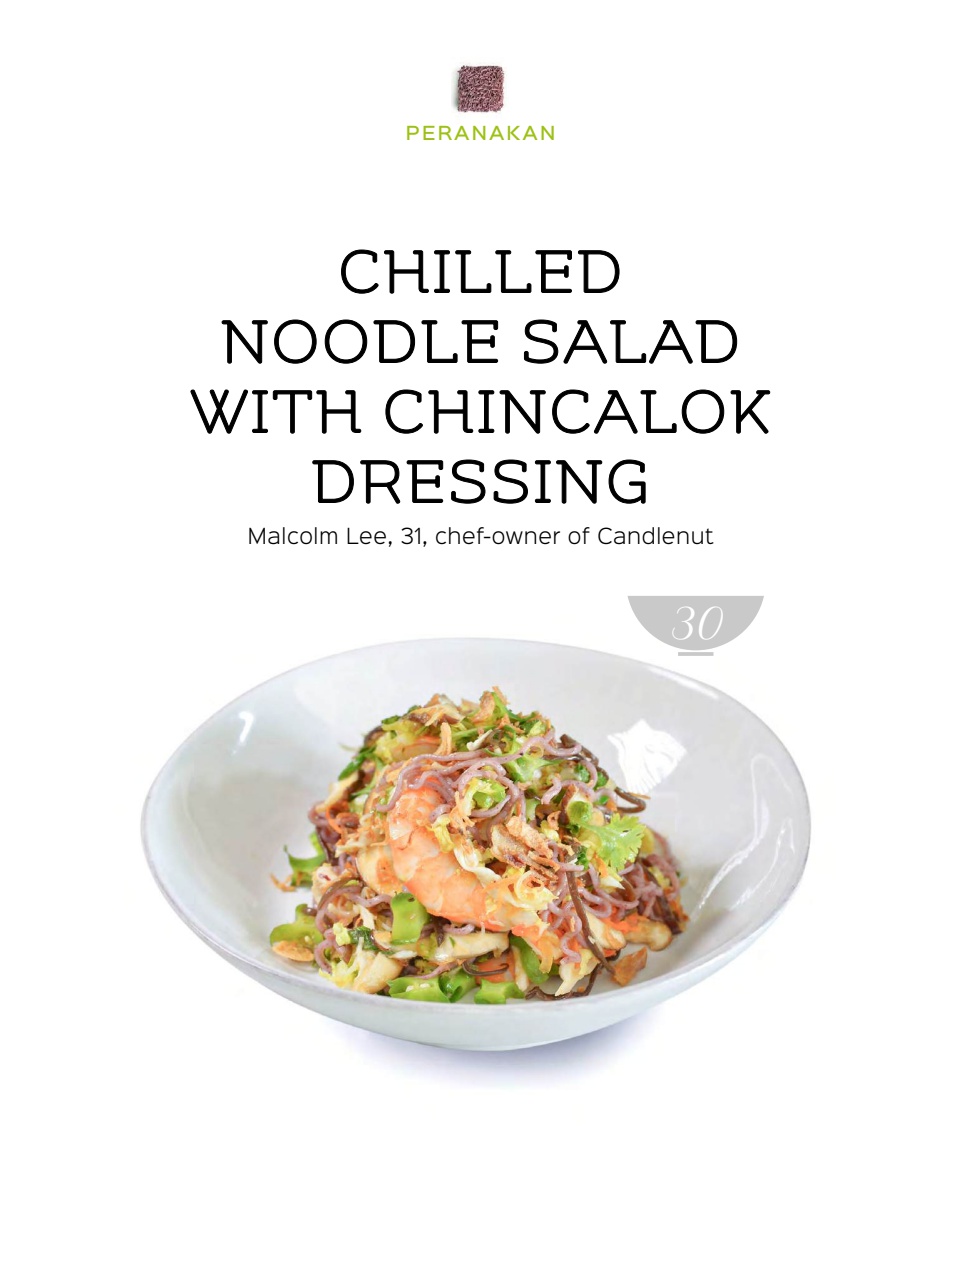 PERANAKAN
CHILLED
NOODLE SALAD
WITH CHINCALOK
DRESSING
Malcolm Lee, 31, chef-owner of Candlenut
30